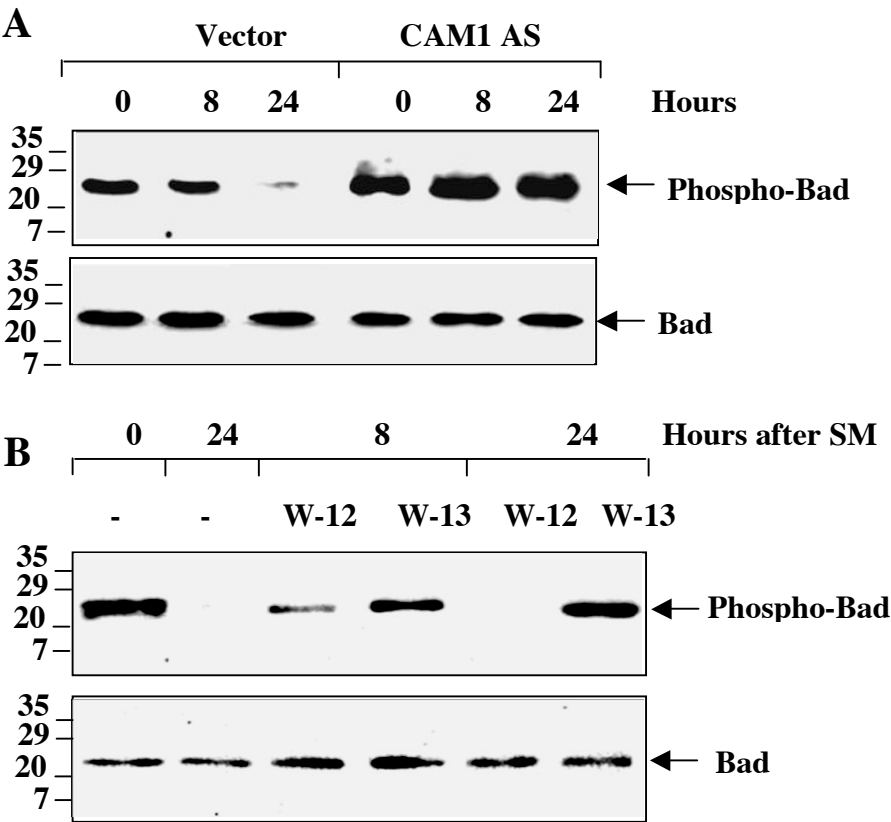 A
Vector CAM1 AS
0 8 24 0 8 24 Hours
35
29
20
7
Phospho-Bad
35
29
20
7
Bad
B
0 24 8 24 Hours after SM
- - W-12 W-13 W-12 W-13
35
29
20
7
Phospho-Bad
35
29
20
7
Bad